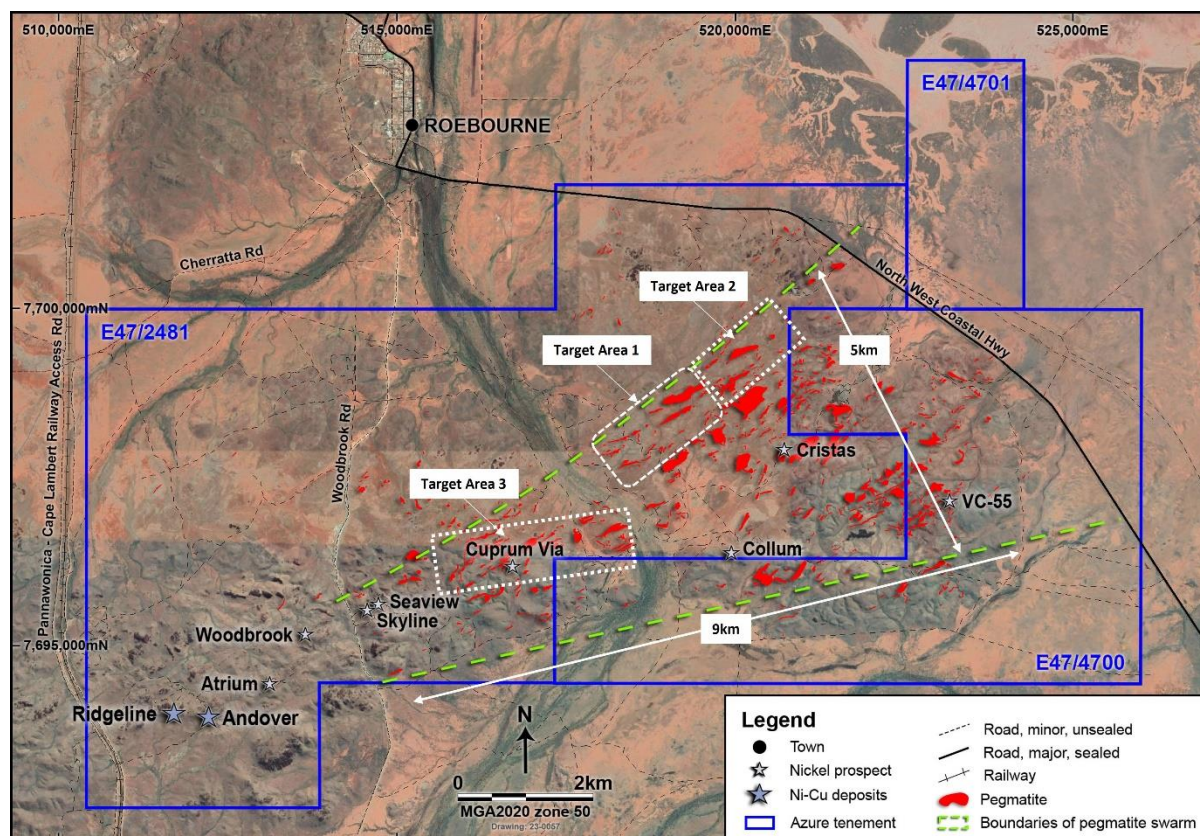 510,000mE
515,000mE
520,000mE
525,000mE
E47/4701
ROEBOURNE
Cherratta Rd
North West Coastal Hwy
Target Area 2
7,700,000mN
E47/2481
Target Area 1
5km
Pannawonica - Cape Lambert Railway Access Rd
Woodbrook Rd
Cristas
Target Area 3
VC-55
Cuprum Via
Collum
Seaview
Skyline
Woodbrook
7,695,000mN
9km
E47/4700
Atrium
Ridgeline
Andover
N
0 2km
MGA2020 zone 50
Drawing: 23-0057
Legend
Town
Nickel prospect
Ni-Cu deposits
Azure tenement
Road, minor, unsealed
Road, major, sealed
Railway
Pegmatite
Boundaries of pegmatite swarm